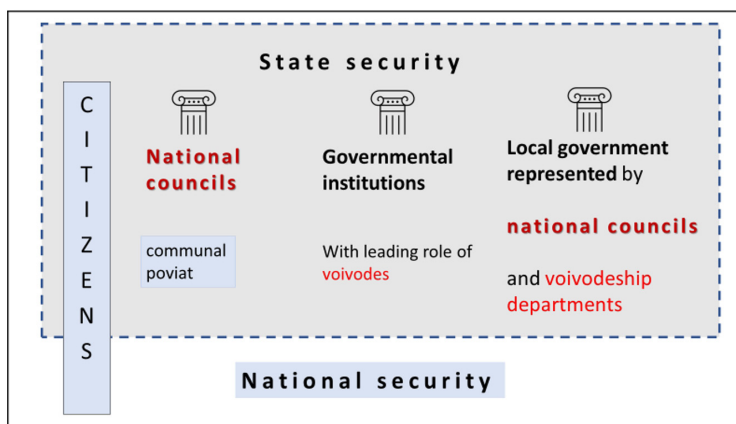 State security
CITIZENS
National
councils
communal
poviat
Governmental
institutions
With leading role of
voivodes
Local government
represented by
national councils
and voivodeship
departments
National security